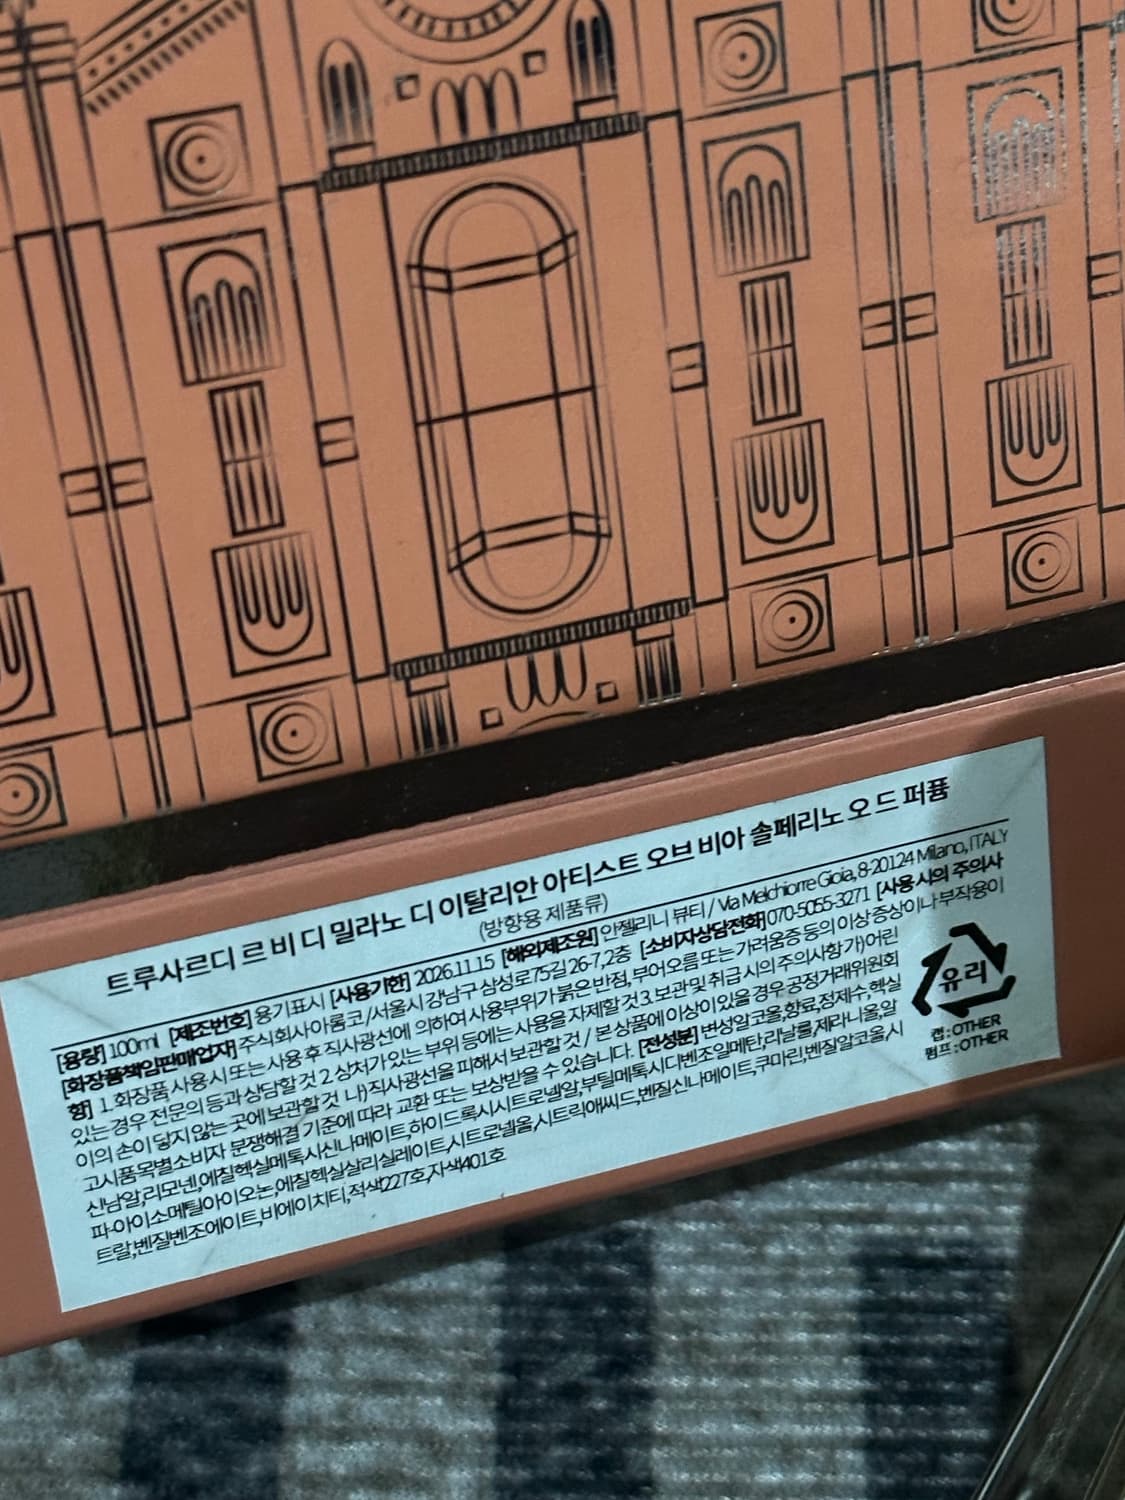 트루사르디 르 비 디 밀라노 디 이탈리안 아티스트 오브 비아 솔페리노 오 드 퍼퓸
(방향용 제품류)
[용량] 100ml [제조번호] 용기표시 [사용기한] 2026.11.15 [해외제조원] 안젤리니 뷰티 / Via Melchiorre Gioia, 8-20124 Milano, ITALY
[화장품책임판매업자] 주식회사아롬코/서울시 강남구 삼성로75길 26-7,2층 [소비자상담전화] 070-5055-3271 [사용 시의 주의사
항] 1. 화장품 사용 시 또는 사용 후 직사광선에 의하여 사용부위가 붉은 반점, 부어오름 또는 가려움증 등의 이상 증상이나 부작용이
있는 경우 전문의 등과 상담할 것 2. 상처가 있는 부위 등에는 사용을 자제할 것 3. 보관 및 취급 시의 주의사항 가) 어린
이의 손이 닿지 않는 곳에 보관할 것 나) 직사광선을 피해서 보관할 것 / 본 상품에 이상이 있을 경우 공정거래위원회
고시 품목별 소비자 분쟁해결 기준에 따라 교환 또는 보상받을 수 있습니다. [전성분] 변성알코올,향료,정제수,헥실
신남알,리모넨,에칠헥실메톡시신나메이트,하이드록시시트로넬알,부틸메톡시디벤조일메탄,리날룰,제라니올,알
파-아이소메틸아이오논,에칠헥실살리실레이트,시트로넬올,시트릭애씨드,벤질신나메이트,쿠마린,벤질알코올,시
트랄,벤질벤조에이트,비에이치티,적색227호,자색401호
유리
캡 : OTHER
펌프 : OTHER